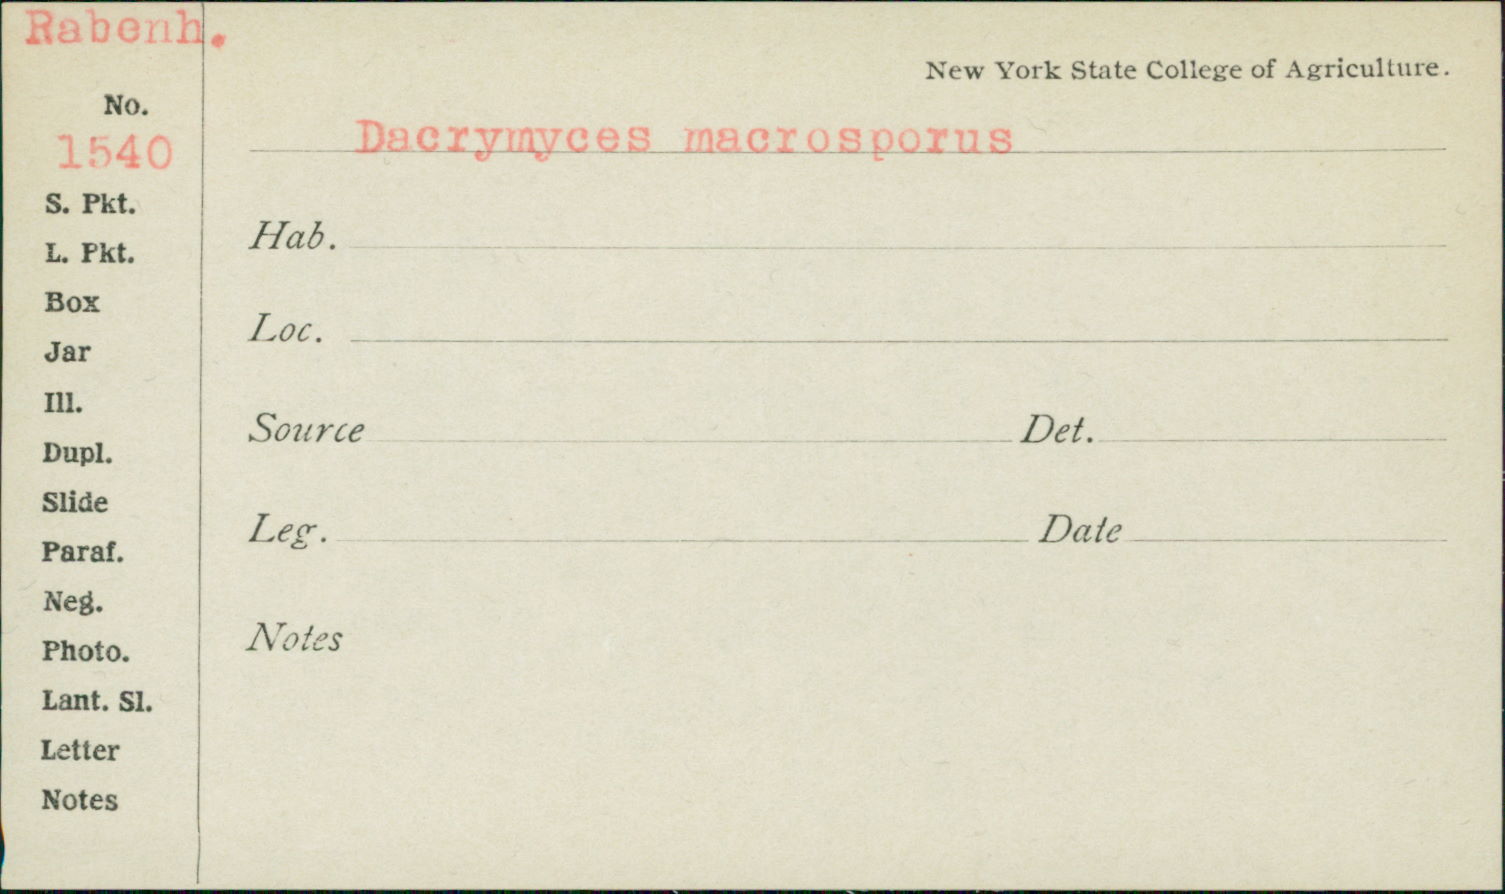 Rabenh.
New York State College of Agriculture.
No.
1540
Dacrymyces macrosporus
S. Pkt.
L. Pkt.
Box
Jar
Ill.
Dupl.
Slide
Paraf.
Neg.
Photo.
Lant. Sl.
Letter
Notes
Hab.
Loc.
Source Det.
Leg. Date
Notes